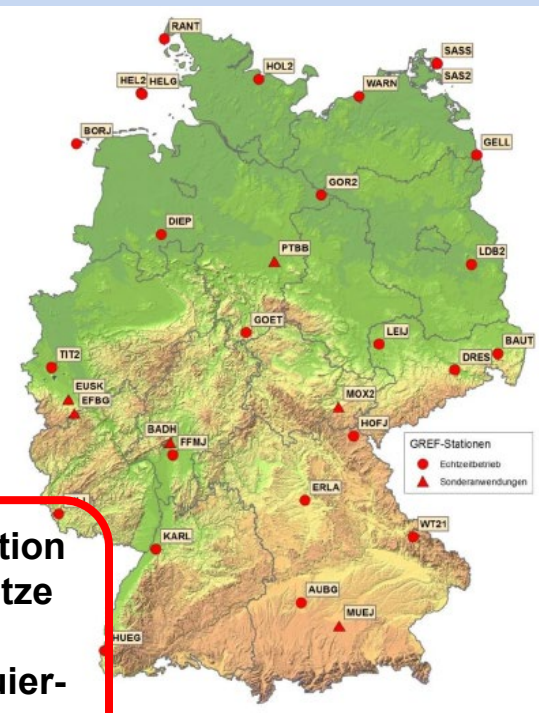 RANT
HOL2
SASS
SAS2
HEL2 HELG
WARN
BORJ
GELL
GOR2
DIEP
PTBB
LDB2
GOET
LEIJ
BAUT
DRES
TIT2
EUSK
EFBG
MOX2
HOFJ
BADH
FFMJ
GREF-Stationen
Echtzeitbetrieb
Sonderanwendungen
ERLA
WT21
KARL
AUBG
MUEJ
HUEG
tion
tze
uier-